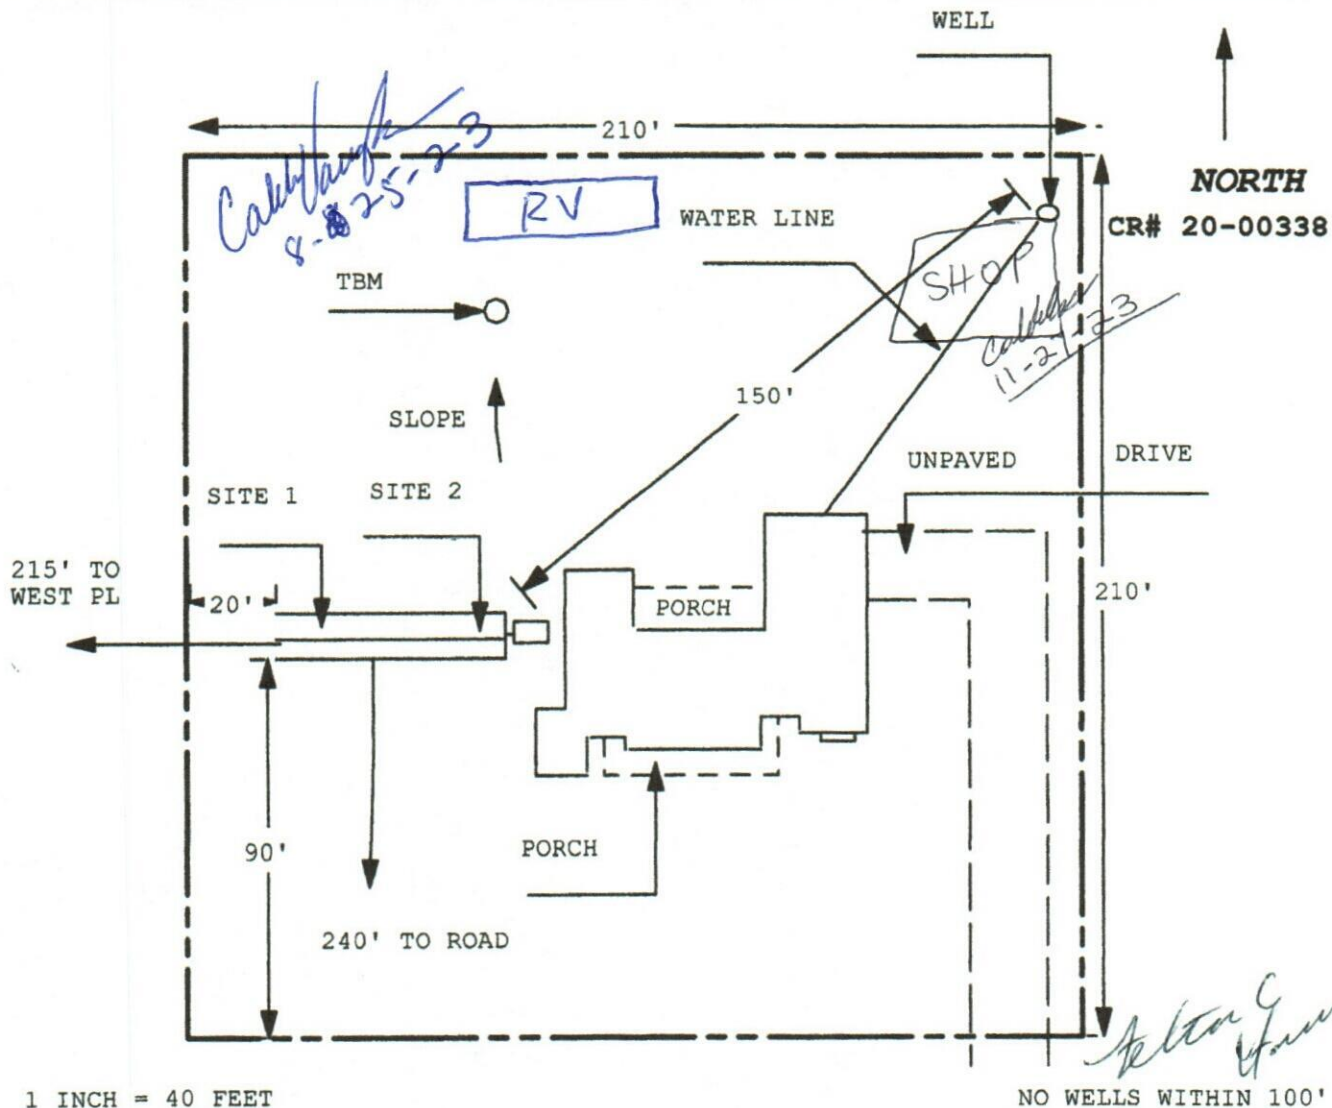 WELL
210'
8-25-23
RV
NORTH
CR# 20-00338
WATER LINE
SHOP
TBM
11-27-23
150'
SLOPE
UNPAVED
DRIVE
SITE 1
SITE 2
215' TO
WEST PL
20'
PORCH
210'
90'
PORCH
240' TO ROAD
1 INCH = 40 FEET
NO WELLS WITHIN 100'